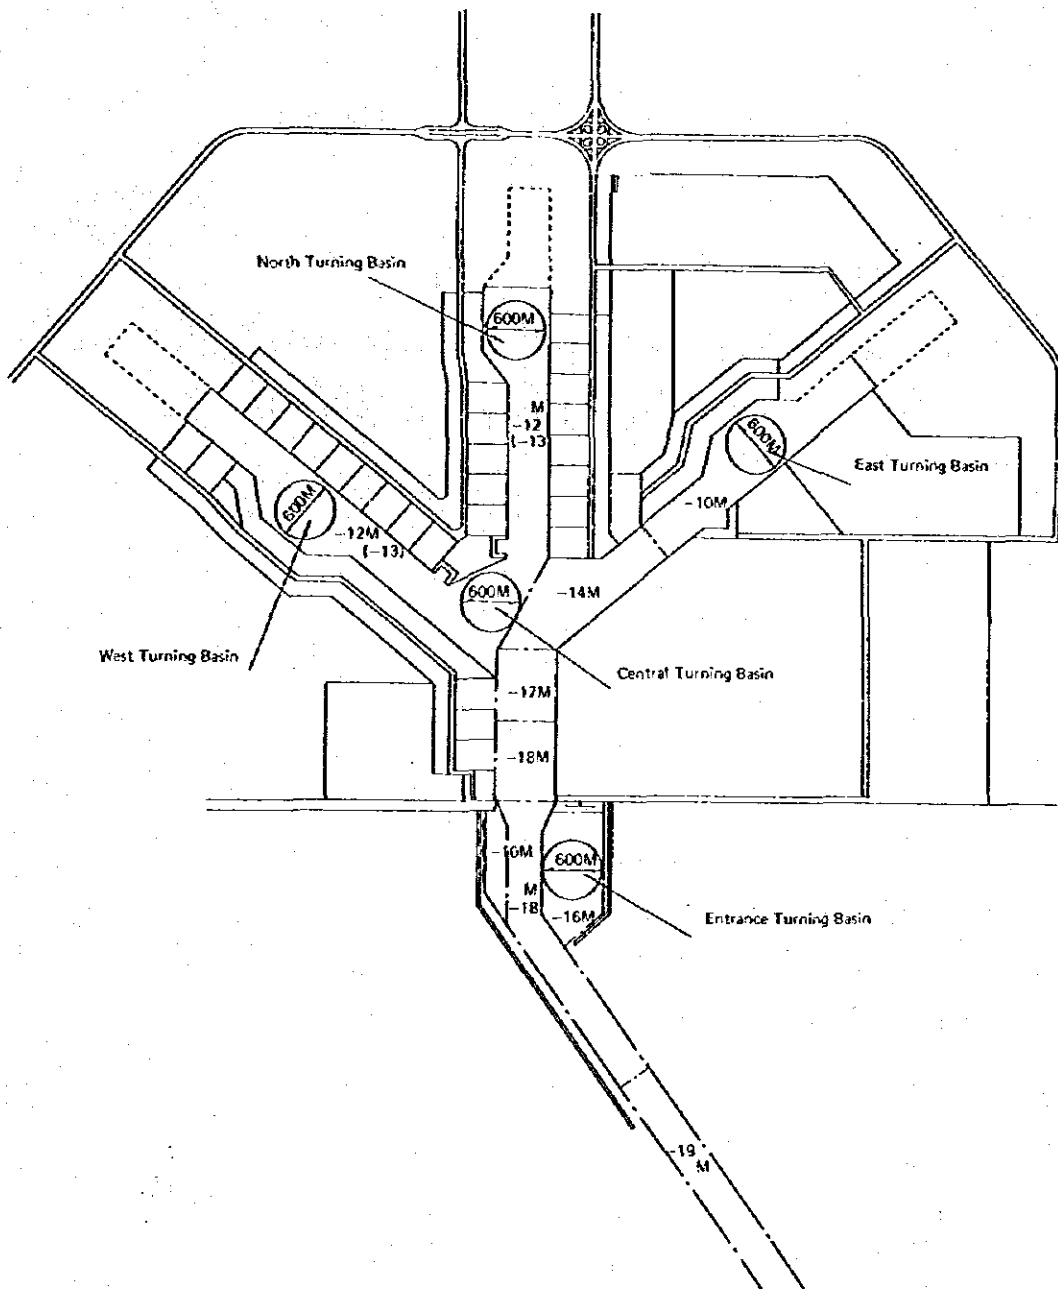 North Turning Basin
600M
M
-12
(-13
600M
East Turning Basin
-10M
600M
-12M
(-13)
600M
-14M
West Turning Basin
Central Turning Basin
-17M
-18M
-10M
600M
M
-18
-16M
Entrance Turning Basin
-19
M